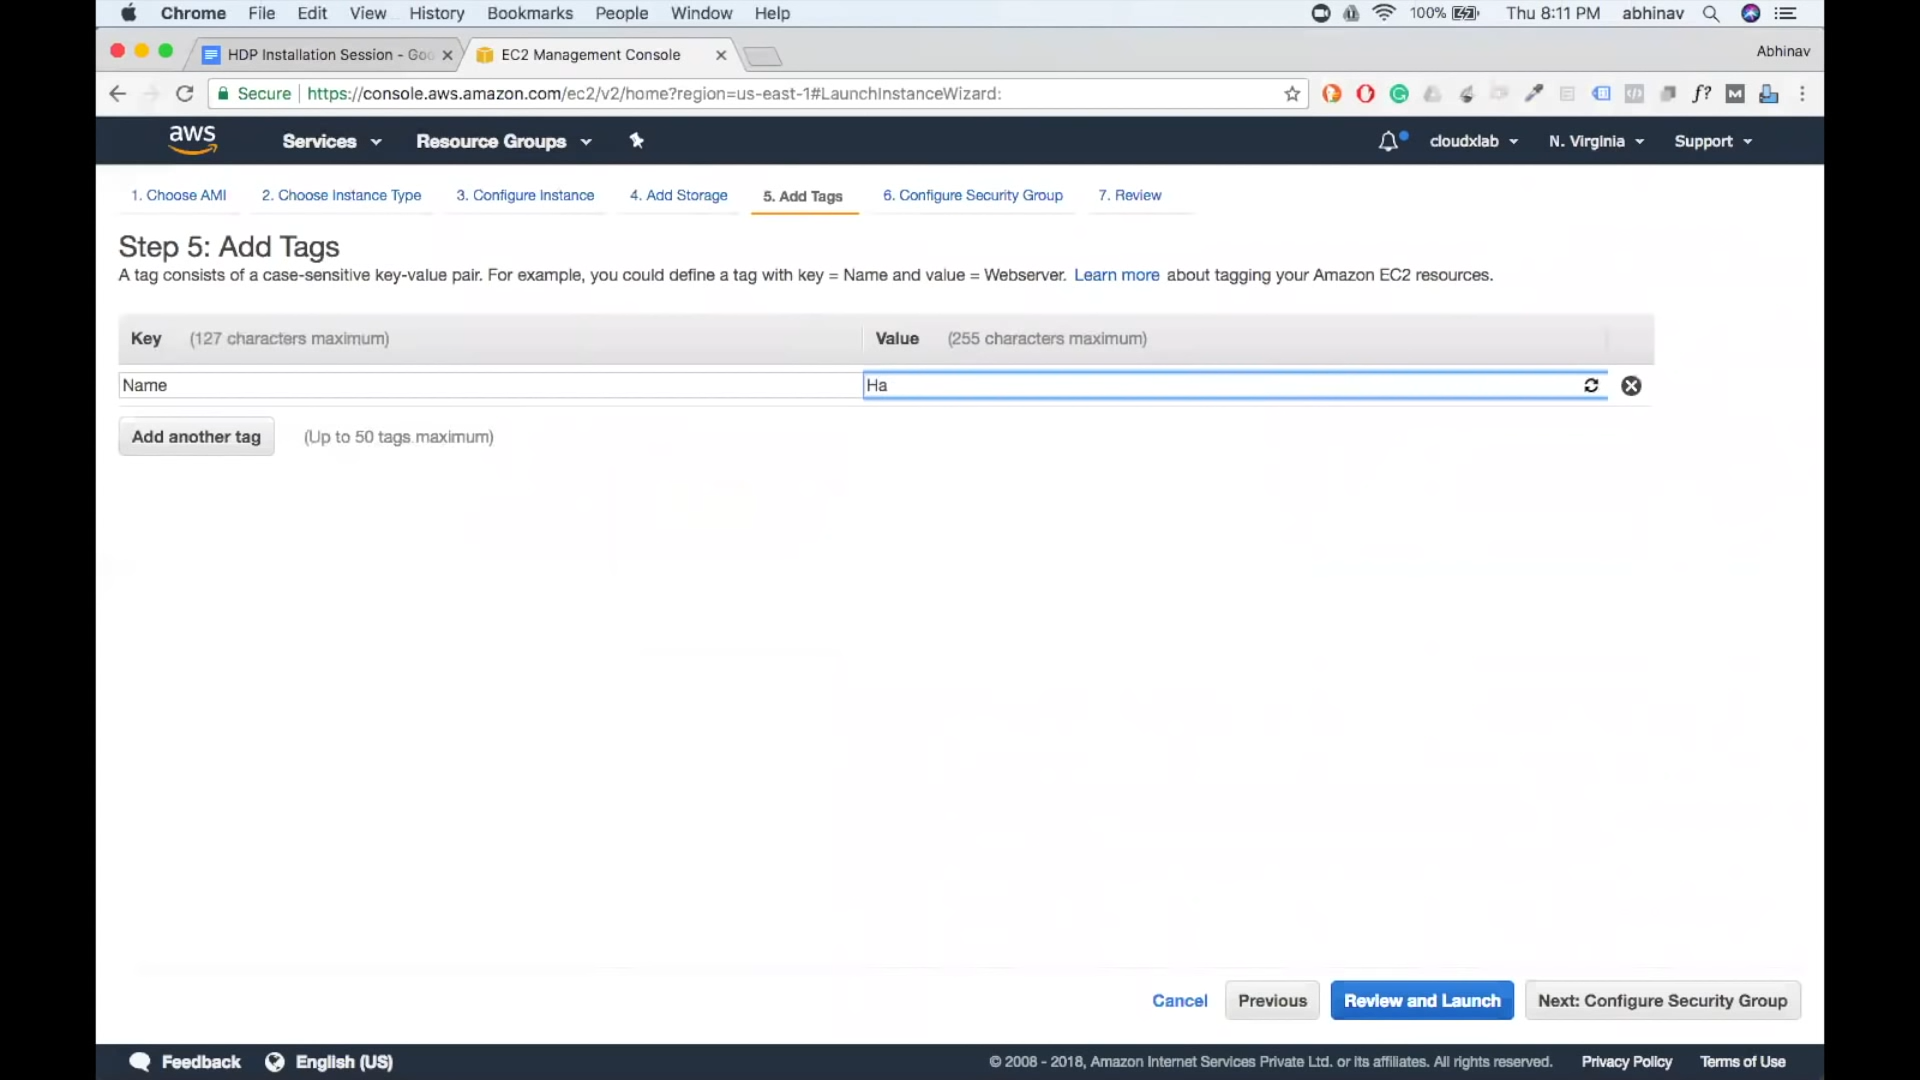 Chrome File Edit View History Bookmarks People Window Help 100% Thu 8:11 PM abhinav
HDP Installation Session - Goo EC2 Management Console Abhinav
Secure https://console.aws.amazon.com/ec2/v2/home?region=us-east-1#LaunchInstanceWizard:
aws Services Resource Groups cloudxlab N. Virginia Support
1. Choose AMI 2. Choose Instance Type 3. Configure Instance 4. Add Storage 5. Add Tags 6. Configure Security Group 7. Review
Step 5: Add Tags
A tag consists of a case-sensitive key-value pair. For example, you could define a tag with key = Name and value = Webserver. Learn more about tagging your Amazon EC2 resources.
Key (127 characters maximum) Value (255 characters maximum)
Name Ha
Add another tag (Up to 50 tags maximum)
Cancel Previous Review and Launch Next: Configure Security Group
Feedback English (US) © 2008 - 2018, Amazon Internet Services Private Ltd. or its affiliates. All rights reserved. Privacy Policy Terms of Use